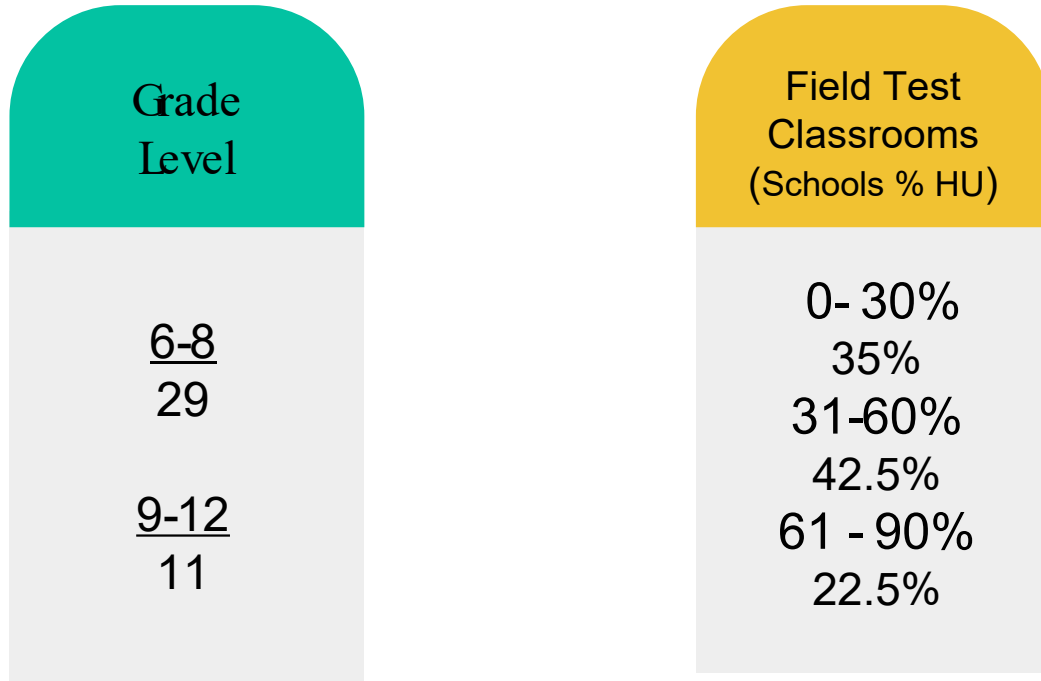 Grade
Level
6-8
29
9-12
11
Field Test
Classrooms
(Schools % HU)
0- 30%
35%
31-60%
42.5%
61 - 90%
22.5%